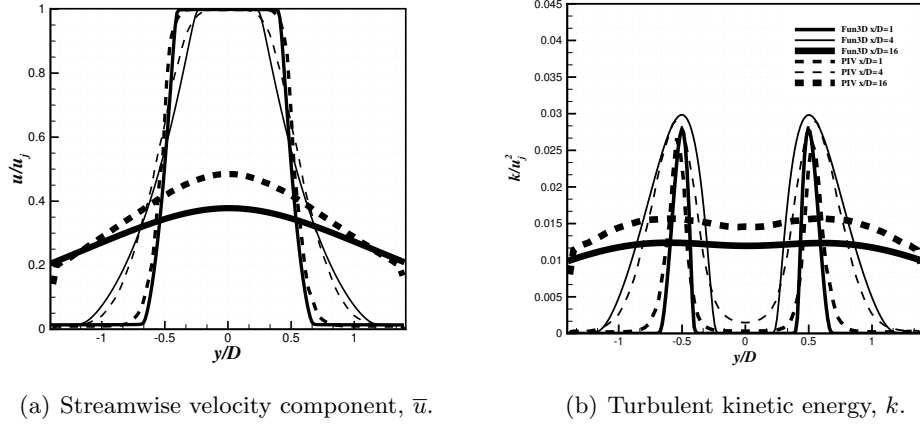 u/u_j
1
0.8
0.6
0.4
0.2
0
-1
-0.5
0
0.5
1
y/D
(a) Streamwise velocity component, u̅.
k/u_j^2
0.045
0.04
0.035
0.03
0.025
0.02
0.015
0.01
0.005
0
-1
-0.5
0
0.5
1
y/D
Fun3D x/D=1
Fun3D x/D=4
Fun3D x/D=16
PIV x/D=1
PIV x/D=4
PIV x/D=16
(b) Turbulent kinetic energy, k.